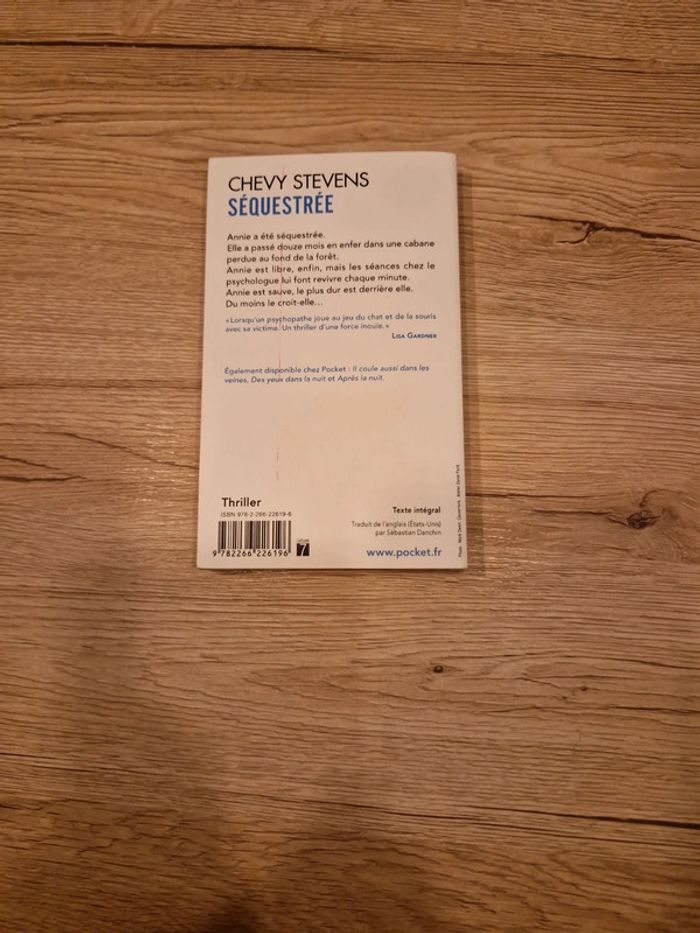 CHEVY STEVENS
SÉQUESTRÉE
Annie a été séquestrée.
Elle a passé douze mois en enfer dans une cabane
perdue au fond de la forêt.
Annie est libre, enfin, mais les séances chez le
psychologue lui font revivre chaque minute.
Annie est sauve, le plus dur est derrière elle.
Du moins le croit-elle…
« Lorsqu'un psychopathe joue au jeu du chat et de la souris
avec sa victime. Un thriller d'une force inouïe. »
LISA GARDNER
Également disponible chez Pocket : Il coule aussi dans les
veines, Des yeux dans la nuit et Après la nuit.
Thriller
ISBN 978-2-266-22619-6
9 782266 226196
7
Texte intégral
Traduit de l'anglais (États-Unis)
par Sébastian Danchin
www.pocket.fr